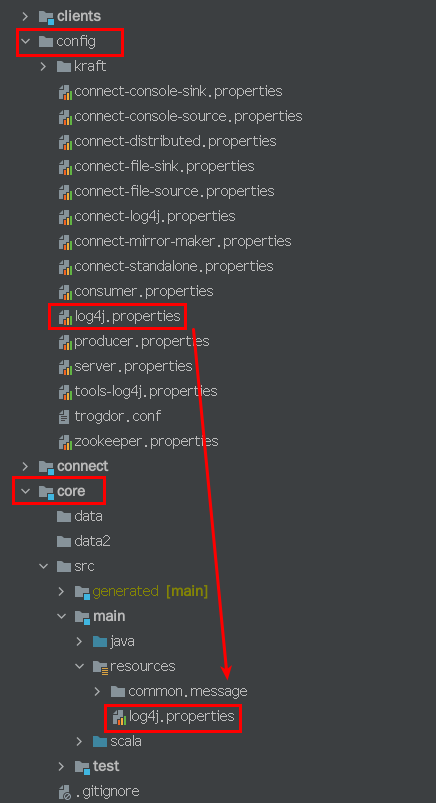 clients
config
kraft
connect-console-sink.properties
connect-console-source.properties
connect-distributed.properties
connect-file-sink.properties
connect-file-source.properties
connect-log4j.properties
connect-mirror-maker.properties
connect-standalone.properties
consumer.properties
log4j.properties
producer.properties
server.properties
tools-log4j.properties
trogdor.conf
zookeeper.properties
connect
core
data
data2
src
generated [main]
main
java
resources
common.message
log4j.properties
scala
test
.gitignore